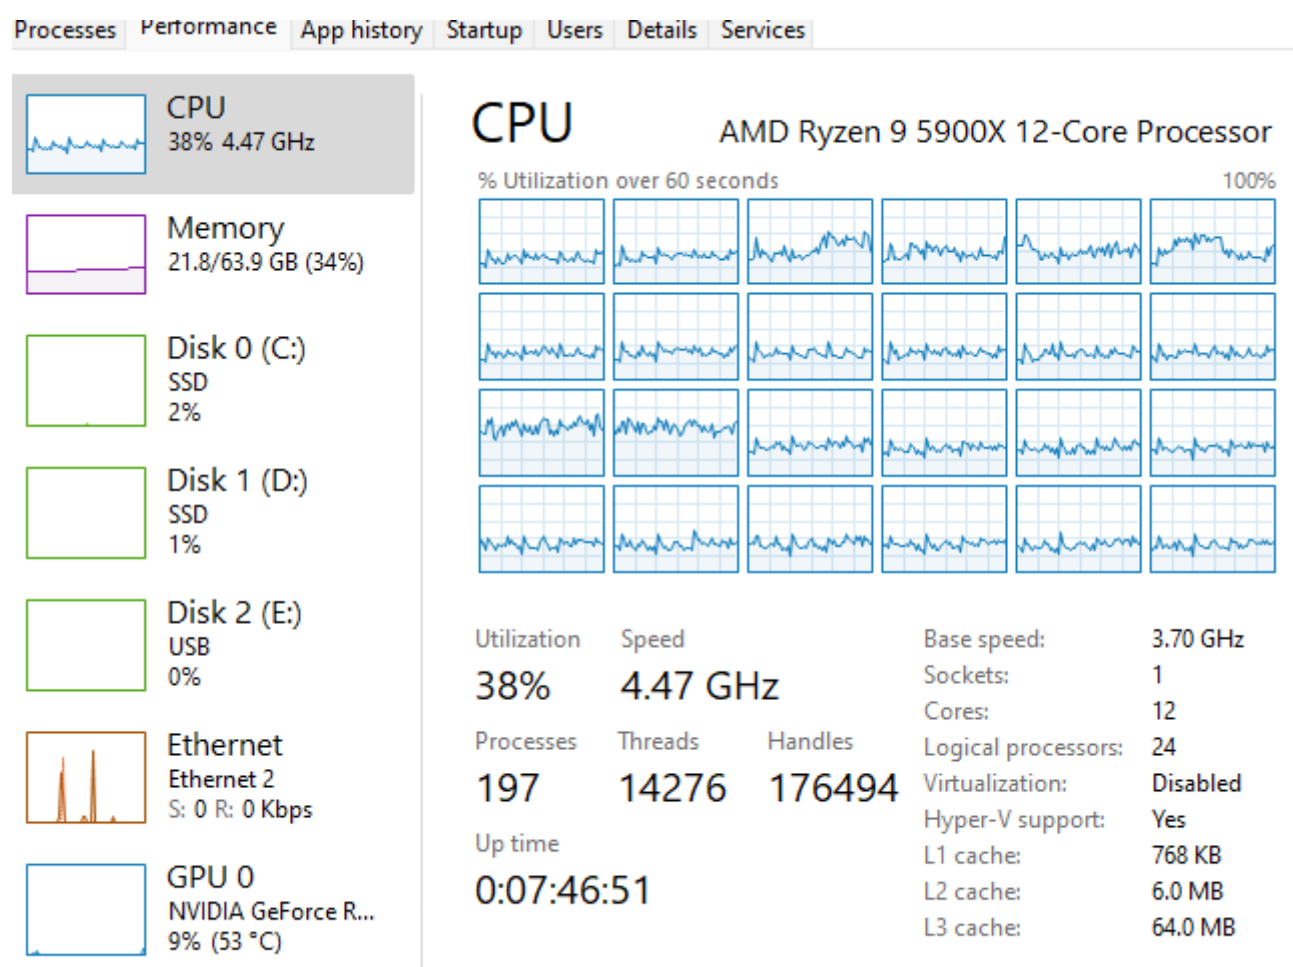 Processes Performance App history Startup Users Details Services
CPU
38% 4.47 GHz
Memory
21.8/63.9 GB (34%)
Disk 0 (C:)
SSD
2%
Disk 1 (D:)
SSD
1%
Disk 2 (E:)
USB
0%
Ethernet
Ethernet 2
S: 0 R: 0 Kbps
GPU 0
NVIDIA GeForce R...
9% (53 °C)
CPU AMD Ryzen 9 5900X 12-Core Processor
% Utilization over 60 seconds 100%
Utilization Speed
38% 4.47 GHz
Processes Threads Handles
197 14276 176494
Up time
0:07:46:51
Base speed: 3.70 GHz
Sockets: 1
Cores: 12
Logical processors: 24
Virtualization: Disabled
Hyper-V support: Yes
L1 cache: 768 KB
L2 cache: 6.0 MB
L3 cache: 64.0 MB